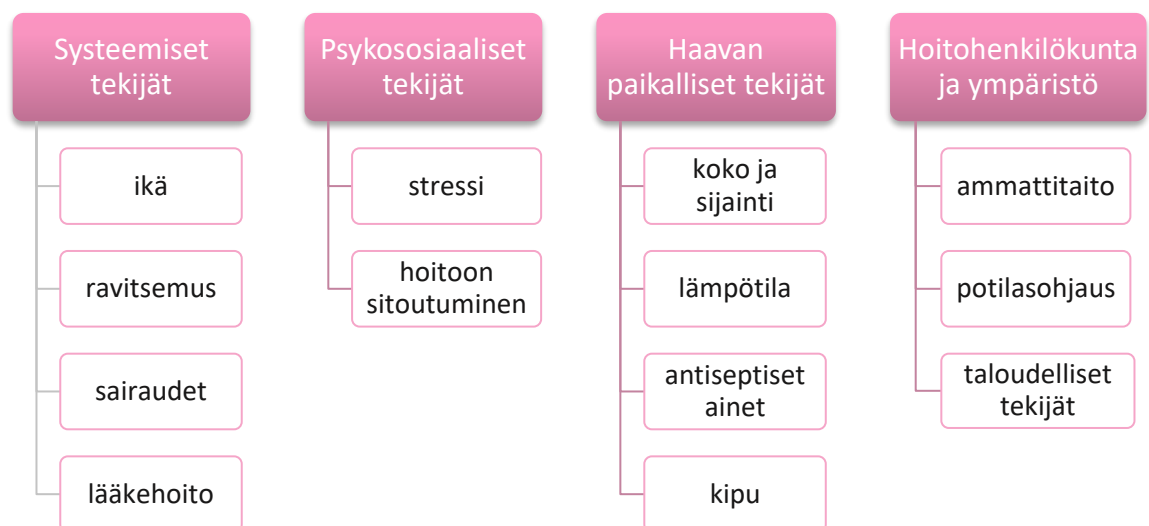 Systeemiset
tekijät
ikä
ravitsemus
sairaudet
lääkehoito
Psykososiaaliset
tekijät
stressi
hoitoon
sitoutuminen
Haavan
paikalliset tekijät
koko ja
sijainti
lämpötila
antiseptiset
ainet
kipu
Hoitohenkilökunta
ja ympäristö
ammattitaito
potilasohjaus
taloudelliset
tekijät